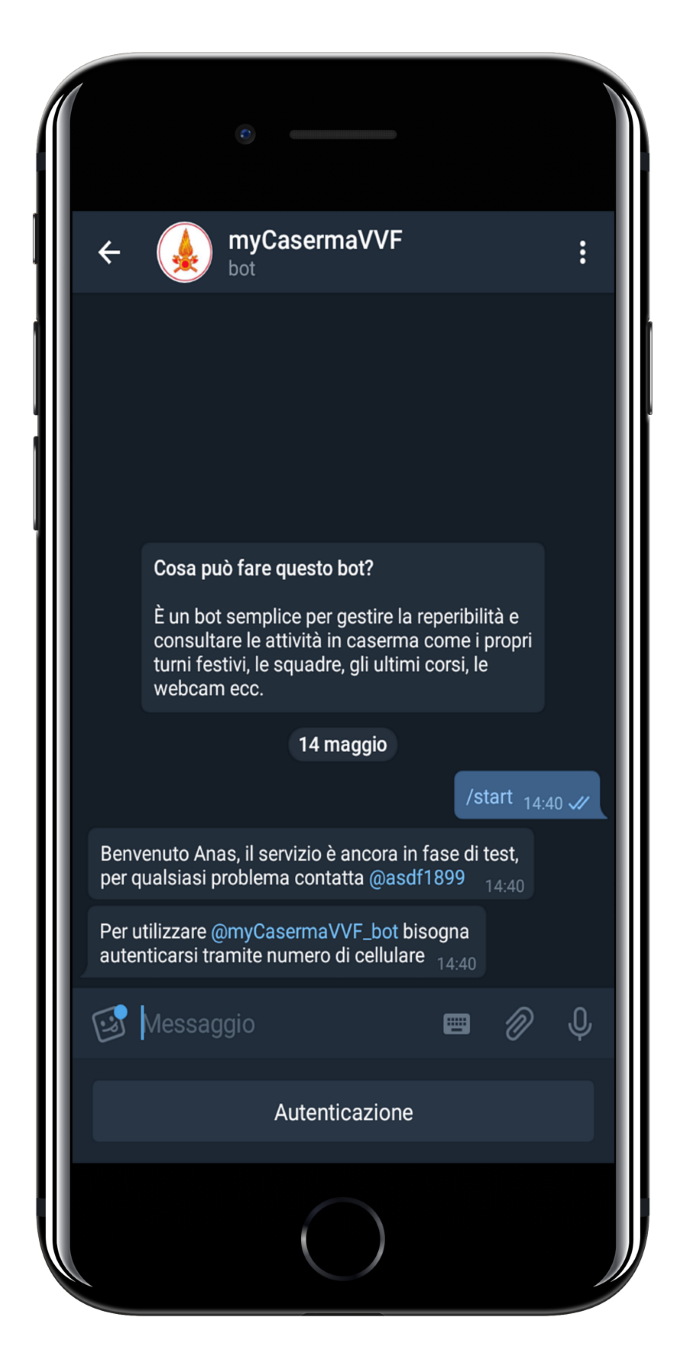 myCasermaVVF
bot
Cosa può fare questo bot?
È un bot semplice per gestire la reperibilità e
consultare le attività in caserma come i propri
turni festivi, le squadre, gli ultimi corsi, le
webcam ecc.
14 maggio
/start 14:40
Benvenuto Anas, il servizio è ancora in fase di test,
per qualsiasi problema contatta @asdf1899 14:40
Per utilizzare @myCasermaVVF_bot bisogna
autenticarsi tramite numero di cellulare 14:40
Messaggio
Autenticazione